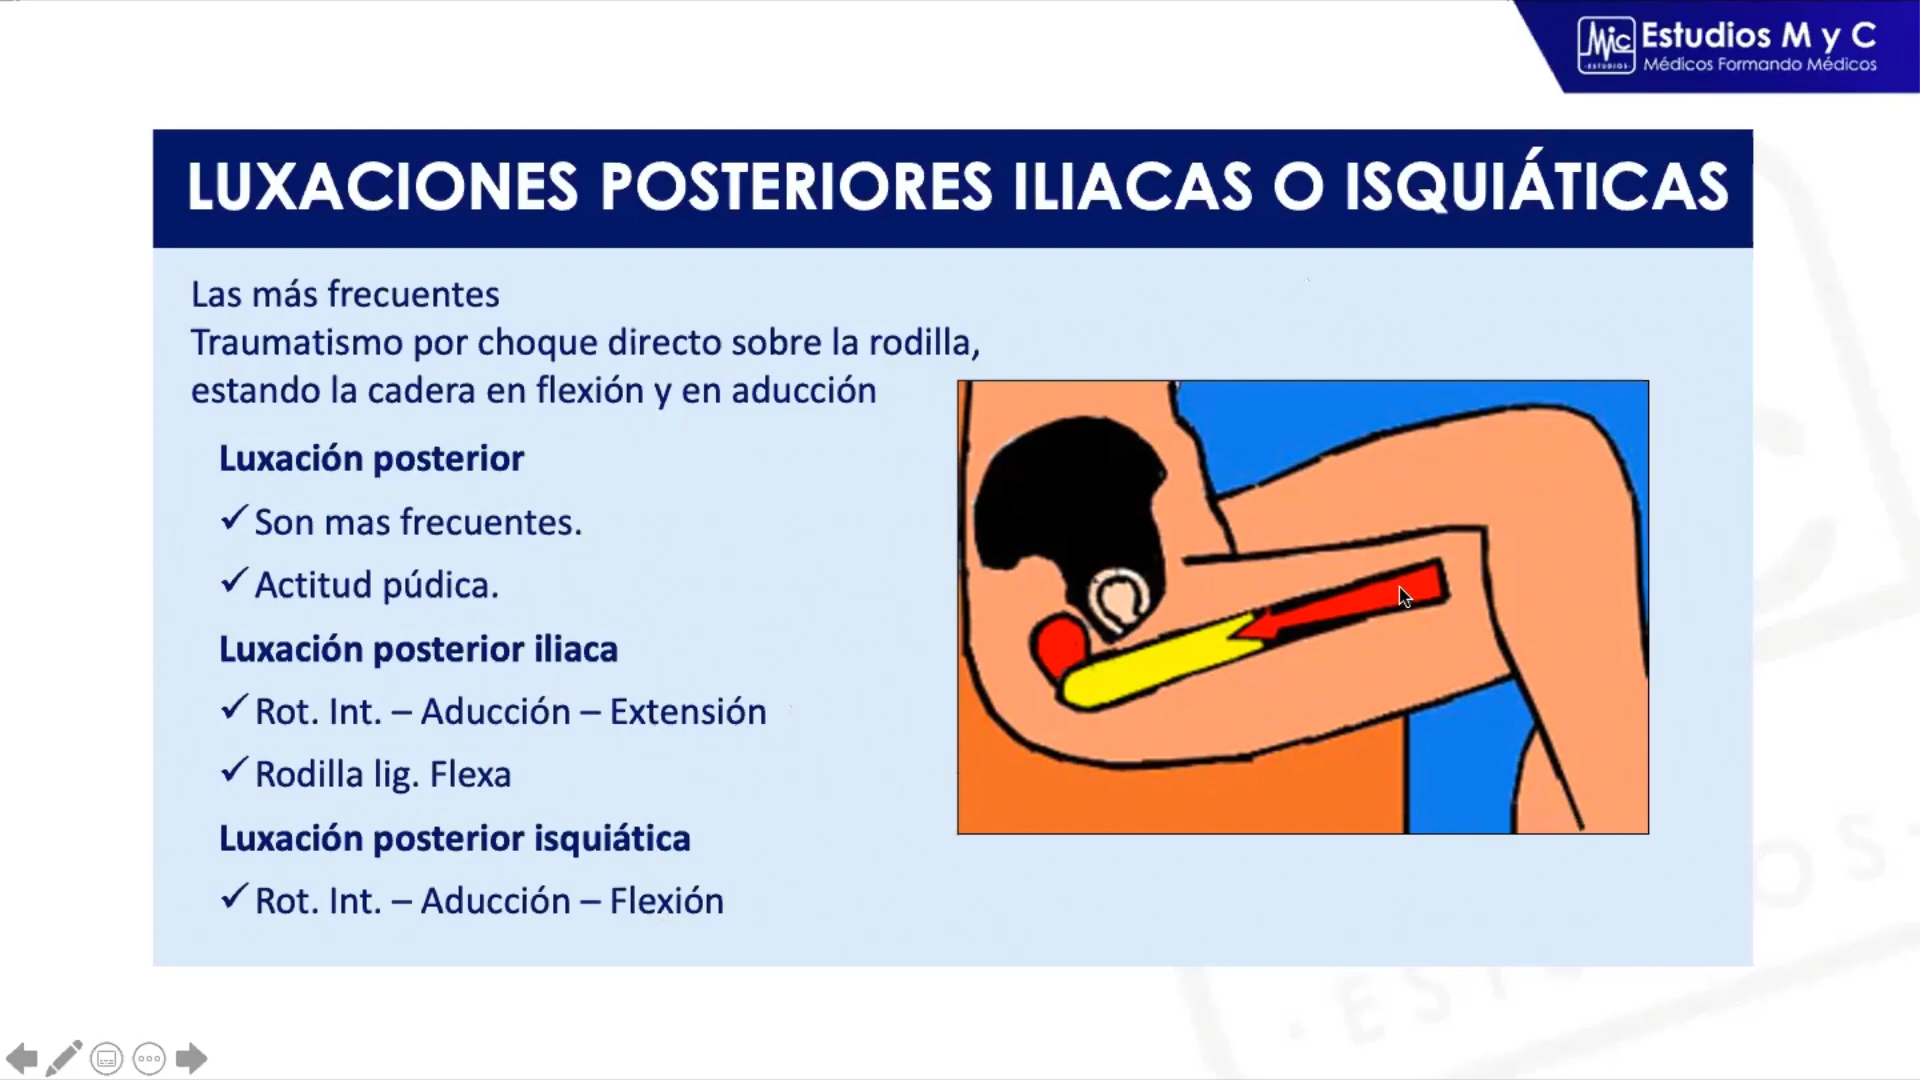 Mic
·ESTUDIOS·
Estudios M y C
Médicos Formando Médicos
LUXACIONES POSTERIORES ILIACAS O ISQUIÁTICAS
Las más frecuentes
Traumatismo por choque directo sobre la rodilla,
estando la cadera en flexión y en aducción
Luxación posterior
✓ Son mas frecuentes.
✓ Actitud púdica.
Luxación posterior iliaca
✓ Rot. Int. – Aducción – Extensión
✓ Rodilla lig. Flexa
Luxación posterior isquiática
✓ Rot. Int. – Aducción – Flexión